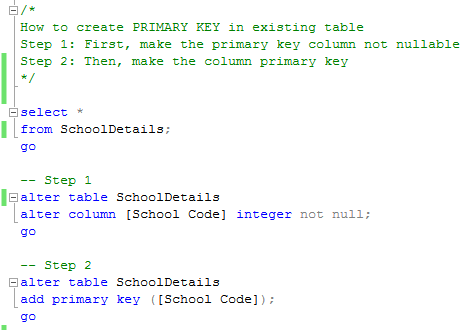 /*
How to create PRIMARY KEY in existing table
Step 1: First, make the primary key column not nullable
Step 2: Then, make the column primary key
*/
select *
from SchoolDetails;
go
-- Step 1
alter table SchoolDetails
alter column [School Code] integer not null;
go
-- Step 2
alter table SchoolDetails
add primary key ([School Code]);
go